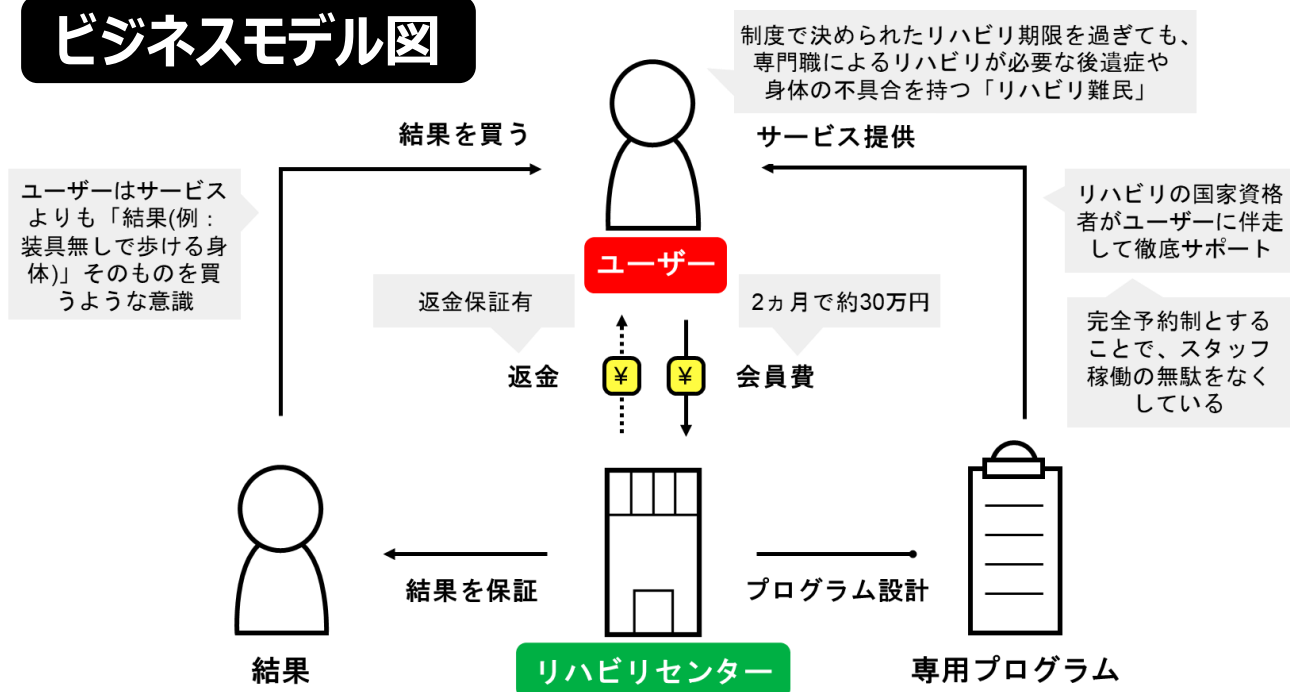 ビジネスモデル図
制度で決められたリハビリ期限を過ぎても、
専門職によるリハビリが必要な後遺症や
身体の不具合を持つ「リハビリ難民」
結果を買う
サービス提供
ユーザーはサービス
よりも「結果(例：
装具無しで歩ける身
体)」そのものを買
うような意識
リハビリの国家資格
者がユーザーに伴走
して徹底サポート
ユーザー
返金保証有
2ヵ月で約30万円
完全予約制とする
ことで、スタッフ
稼働の無駄をなく
している
返金
¥
¥
会員費
結果を保証
プログラム設計
結果
リハビリセンター
専用プログラム